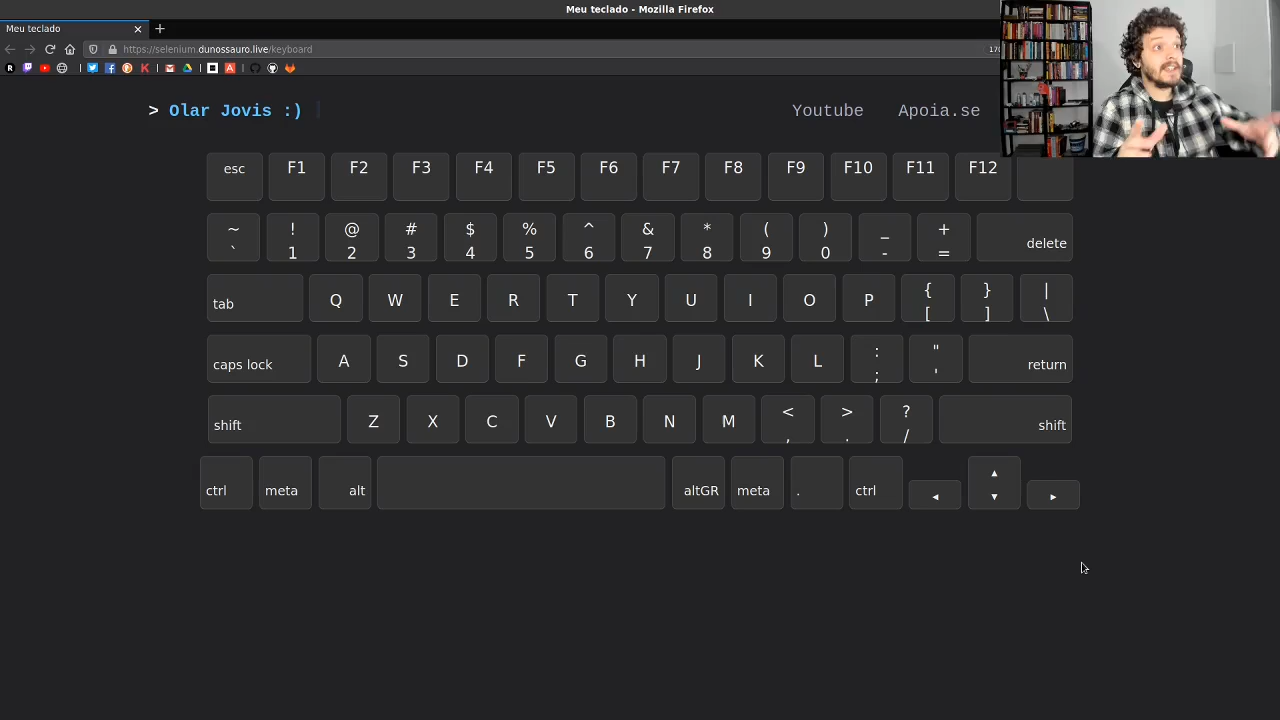 Meu teclado - Mozilla Firefox
Meu teclado
https://selenium.dunossauro.live/keyboard
170
> Olar Jovis :) Youtube Apoia.se
esc F1 F2 F3 F4 F5 F6 F7 F8 F9 F10 F11 F12
~ ! @ # $ % ^ & * ( ) _ +
` 1 2 3 4 5 6 7 8 9 0 - = delete
tab Q W E R T Y U I O P { } |
[ ] \
caps lock A S D F G H J K L : " return
; '
shift Z X C V B N M < > ? shift
, . /
ctrl meta alt altGR meta . ctrl ◂ ▴ ▾ ▸